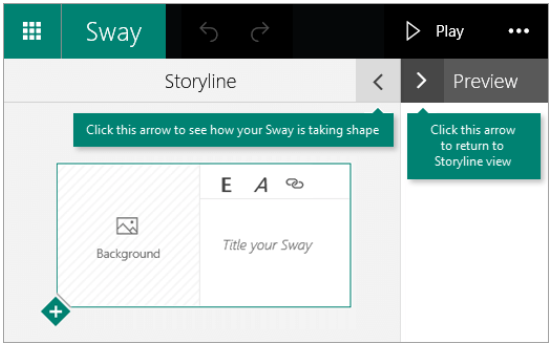 Sway
Play
Storyline
Preview
Click this arrow to see how your Sway is taking shape
Click this arrow
to return to
Storyline view
E A
Background
Title your Sway